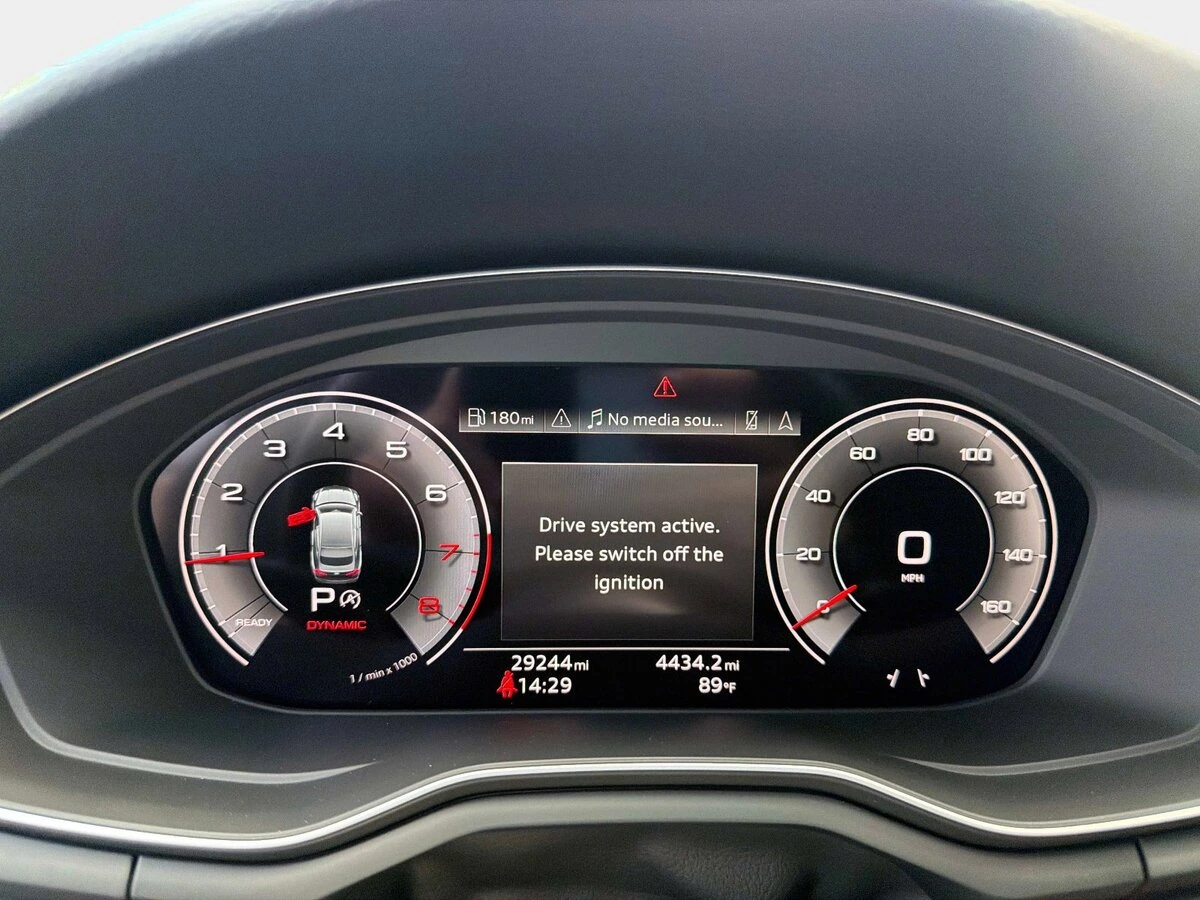 180mi
No media sou...
1
2
3
4
5
6
7
8
READY
P
A
DYNAMIC
1 / min x 1000
Drive system active.
Please switch off the
ignition
0
20
40
60
80
100
120
140
160
0
MPH
29244mi
4434.2mi
14:29
89°F